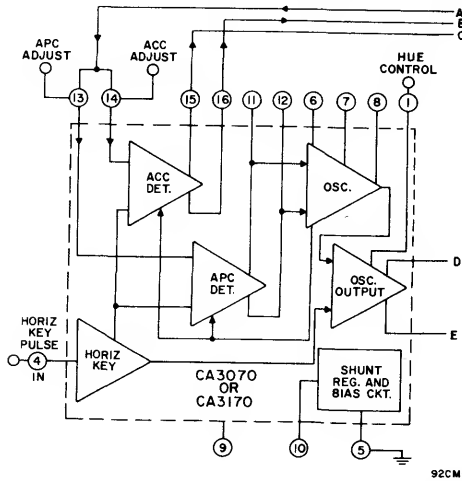 A
B
C
APC
ADJUST
ACC
ADJUST
HUE
CONTROL
13
14
15
16
11
12
6
7
8
1
ACC
DET.
OSC.
APC
DET.
OSC.
OUTPUT
D
E
HORIZ
KEY
PULSE
4
IN
HORIZ
KEY
CA3070
OR
CA3170
SHUNT
REG. AND
BIAS CKT.
9
10
5
92CM